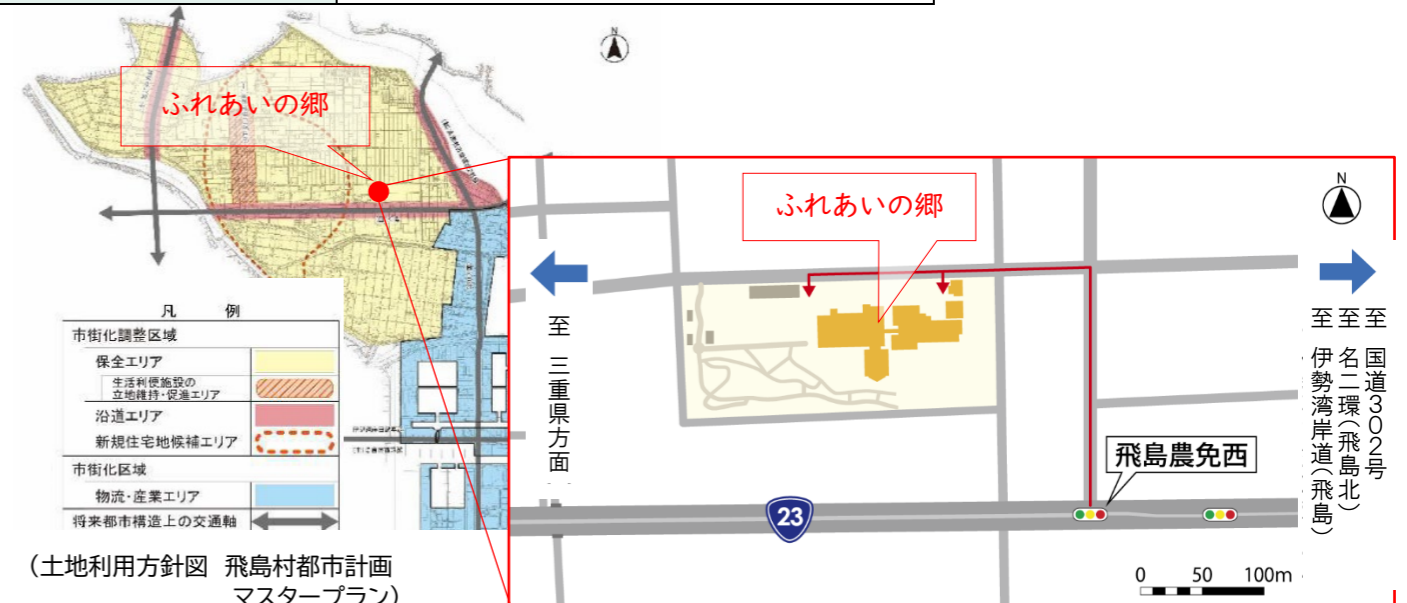 N
ふれあいの郷
凡 例
市街化調整区域
保全エリア
生活利便施設の
立地維持・促進エリア
沿道エリア
新規住宅地候補エリア
市街化区域
物流・産業エリア
将来都市構造上の交通軸
(土地利用方針図 飛島村都市計画
マスタープラン)
ふれあいの郷
N
至 三重県方面
至 国道302号
至 名二環(飛島北)
至 伊勢湾岸道(飛島)
飛島農免西
23
0 50 100m